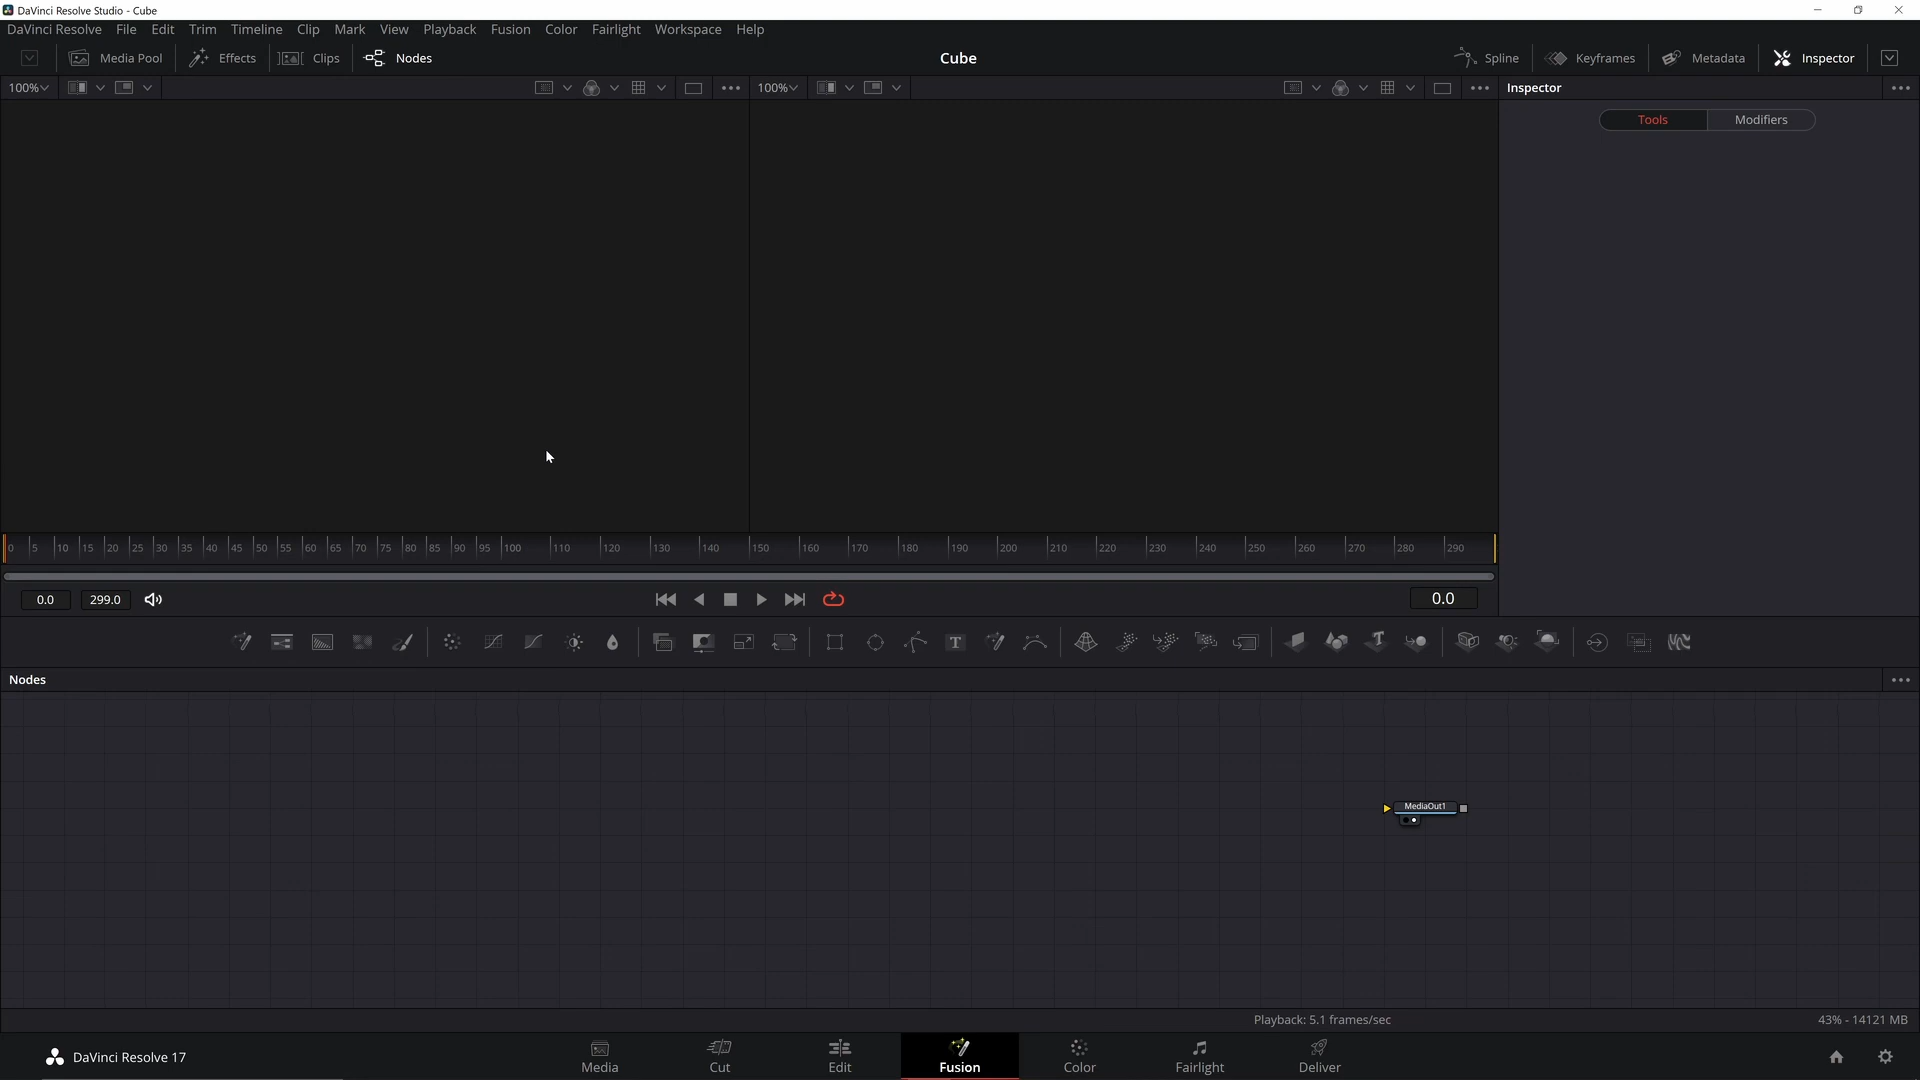 DaVinci Resolve Studio - Cube
DaVinci Resolve File Edit Trim Timeline Clip Mark View Playback Fusion Color Fairlight Workspace Help
Media Pool Effects Clips Nodes Cube Spline Keyframes Metadata Inspector
100% 100% Inspector
Tools Modifiers
0 5 10 15 20 25 30 35 40 45 50 55 60 65 70 75 80 85 90 95 100 110 120 130 140 150 160 170 180 190 200 210 220 230 240 250 260 270 280 290
0.0 299.0 0.0
T T
Nodes
MediaOut1
Playback: 5.1 frames/sec 43% - 14121 MB
DaVinci Resolve 17 Media Cut Edit Fusion Color Fairlight Deliver